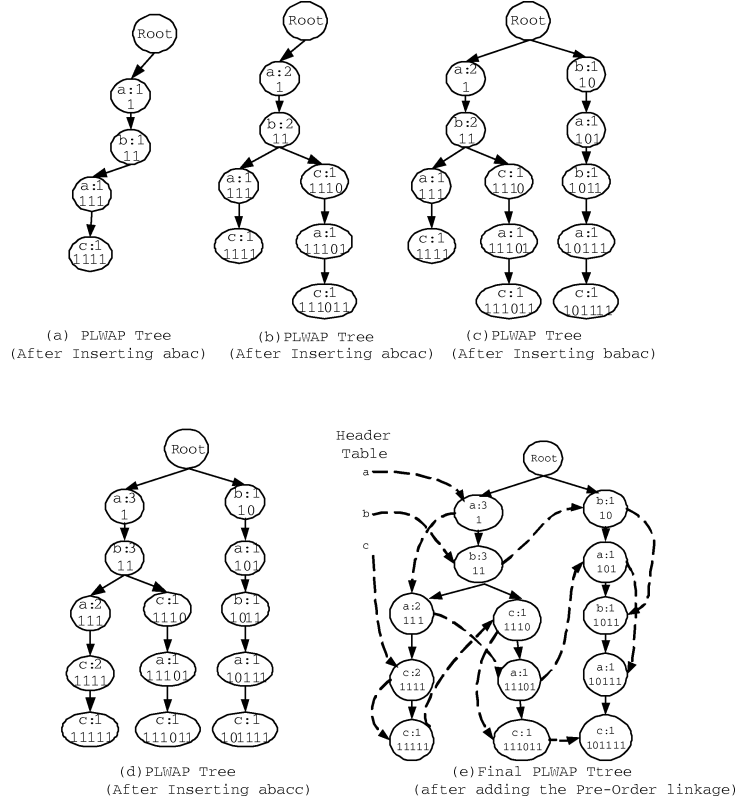 Root
a:1
1
b:1
11
a:1
111
c:1
1111
(a) PLWAP Tree
(After Inserting abac)
Root
a:2
1
b:2
11
a:1
111
c:1
1110
c:1
1111
a:1
11101
c:1
111011
(b)PLWAP Tree
(After Inserting abcac)
Root
a:2
1
b:1
10
b:2
11
a:1
101
a:1
111
c:1
1110
b:1
1011
c:1
1111
a:1
11101
a:1
10111
c:1
111011
c:1
101111
(c)PLWAP Tree
(After Inserting babac)
Root
a:3
1
b:1
10
b:3
11
a:1
101
a:2
111
c:1
1110
b:1
1011
c:2
1111
a:1
11101
a:1
10111
c:1
11111
c:1
111011
c:1
101111
(d)PLWAP Tree
(After Inserting abacc)
Header
Table
a
b
c
Root
a:3
1
b:1
10
b:3
11
a:1
101
a:2
111
c:1
1110
b:1
1011
c:2
1111
a:1
11101
a:1
10111
c:1
11111
c:1
111011
c:1
101111
(e)Final PLWAP Ttree
(after adding the Pre-Order linkage)